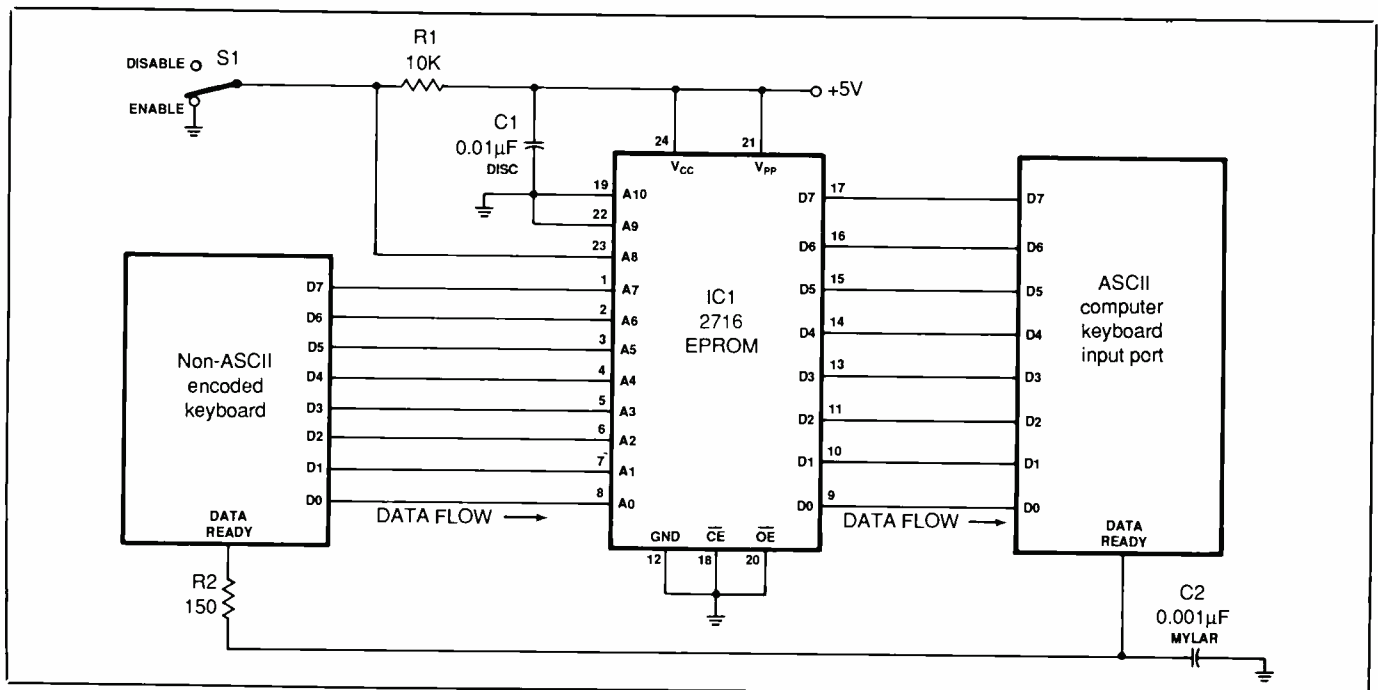 DISABLE
S1
ENABLE
R1
10K
+5V
C1
0.01µF
DISC
24
VCC
21
VPP
19 A10
22 A9
23 A8
1 A7
2 A6
3 A5
4 A4
5 A3
6 A2
7 A1
8 A0
IC1
2716
EPROM
D7 17
D6 16
D5 15
D4 14
D3 13
D2 11
D1 10
D0 9
GND
12
CE
18
OE
20
Non-ASCII
encoded
keyboard
D7
D6
D5
D4
D3
D2
D1
D0
DATA
READY
DATA FLOW →
R2
150
D7
D6
D5
D4
D3
D2
D1
D0
ASCII
computer
keyboard
input port
DATA FLOW →
DATA
READY
C2
0.001µF
MYLAR